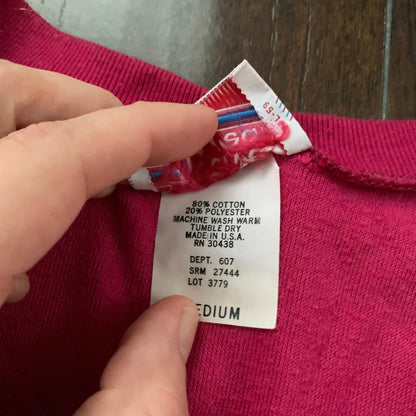 80% COTTON
20% POLYESTER
MACHINE WASH WARM
TUMBLE DRY
MADE IN U.S.A.
RN 30438
DEPT. 607
SRM 27444
LOT 3779
EDIUM